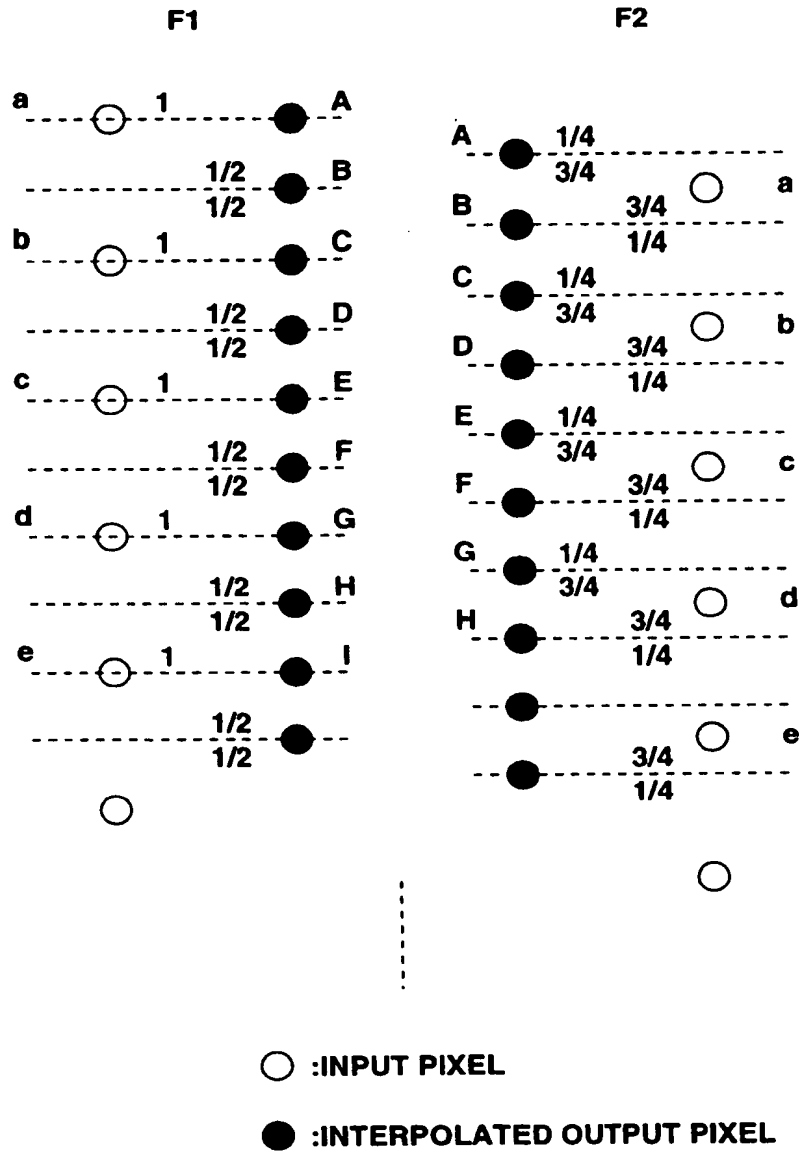 F1
F2
a 1 A
1/2 B
1/2
b 1 C
1/2 D
1/2
c 1 E
1/2 F
1/2
d 1 G
1/2 H
1/2
e 1 I
1/2
1/2
A 1/4
3/4 a
B 3/4
1/4
C 1/4
3/4 b
D 3/4
1/4
E 1/4
3/4 c
F 3/4
1/4
G 1/4
3/4 d
H 3/4
1/4
e
3/4
1/4
:INPUT PIXEL
:INTERPOLATED OUTPUT PIXEL